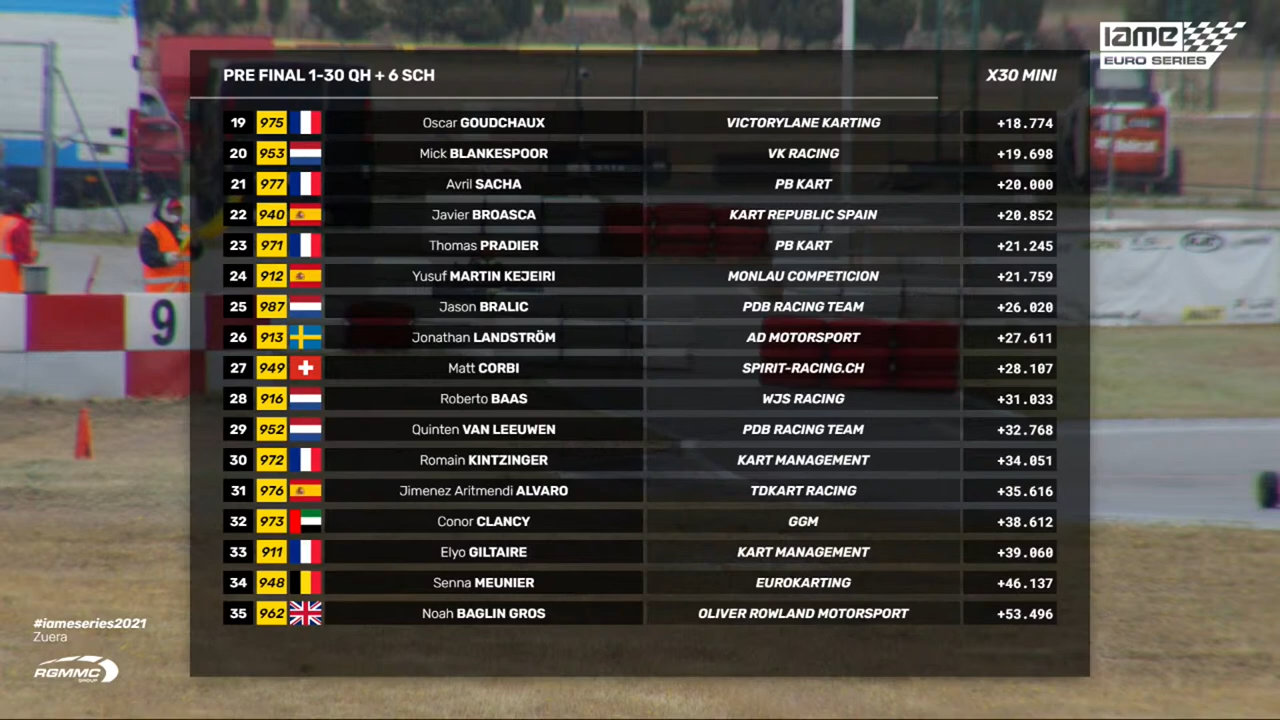 IAME
EURO SERIES
PRE FINAL 1-30 QH + 6 SCH X30 MINI
19 975 Oscar GOUDCHAUX VICTORYLANE KARTING +18.774
20 953 Mick BLANKESPOOR VK RACING +19.698
21 977 Avril SACHA PB KART +20.000
22 940 Javier BROASCA KART REPUBLIC SPAIN +20.852
23 971 Thomas PRADIER PB KART +21.245
24 912 Yusuf MARTIN KEJEIRI MONLAU COMPETICION +21.759
25 987 Jason BRALIC PDB RACING TEAM +26.020
26 913 Jonathan LANDSTRÖM AD MOTORSPORT +27.611
27 949 Matt CORBI SPIRIT-RACING.CH +28.107
28 916 Roberto BAAS WJS RACING +31.033
29 952 Quinten VAN LEEUWEN PDB RACING TEAM +32.768
30 972 Romain KINTZINGER KART MANAGEMENT +34.051
31 976 Jimenez Aritmendi ALVARO TDKART RACING +35.616
32 973 Conor CLANCY GGM +38.612
33 911 Elyo GILTAIRE KART MANAGEMENT +39.060
34 948 Senna MEUNIER EUROKARTING +46.137
35 962 Noah BAGLIN GROS OLIVER ROWLAND MOTORSPORT +53.496
9
#iameseries2021
Zuera
RGMMC
GROUP